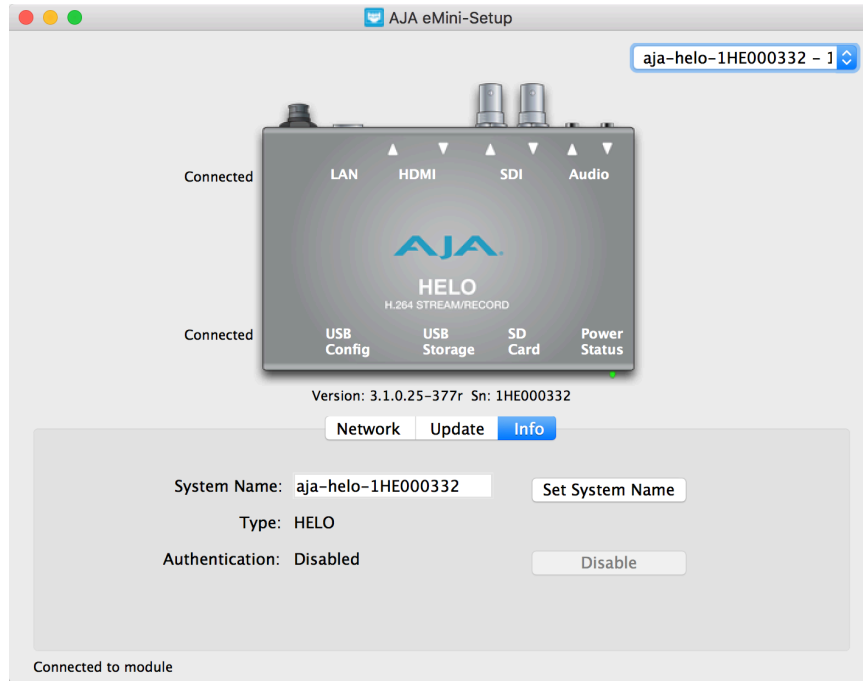 AJA eMini-Setup
aja-helo-1HE000332 – 1
Connected
LAN HDMI SDI Audio
AJA
HELO
H.264 STREAM/RECORD
Connected
USB Config USB Storage SD Card Power Status
Version: 3.1.0.25-377r Sn: 1HE000332
Network Update Info
System Name: aja-helo-1HE000332 Set System Name
Type: HELO
Authentication: Disabled Disable
Connected to module